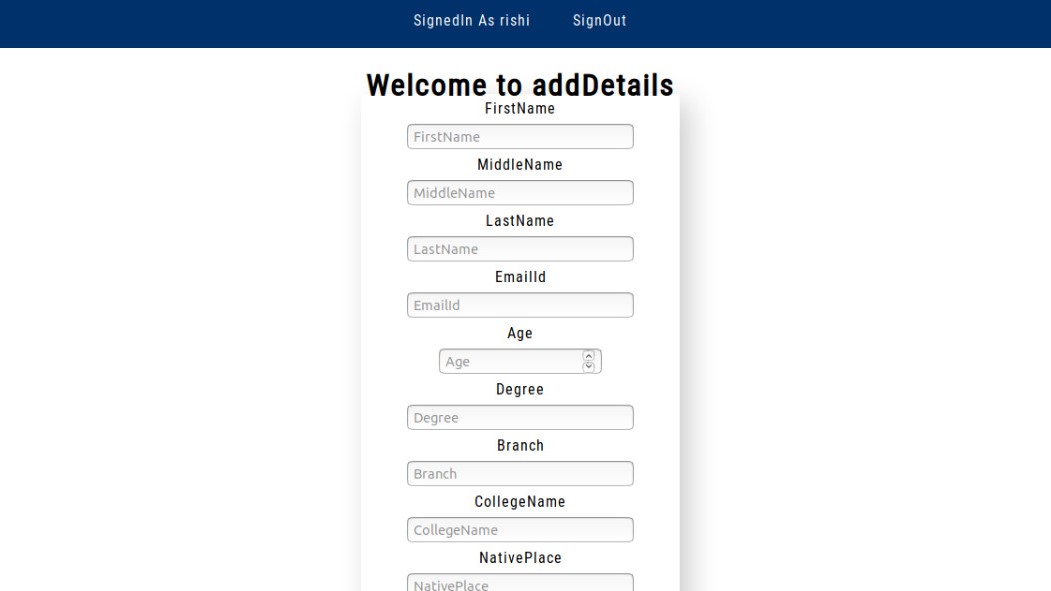 SignedIn As rishi SignOut
Welcome to addDetails
FirstName
FirstName
MiddleName
MiddleName
LastName
LastName
EmailId
EmailId
Age
Age
Degree
Degree
Branch
Branch
CollegeName
CollegeName
NativePlace
NativePlace